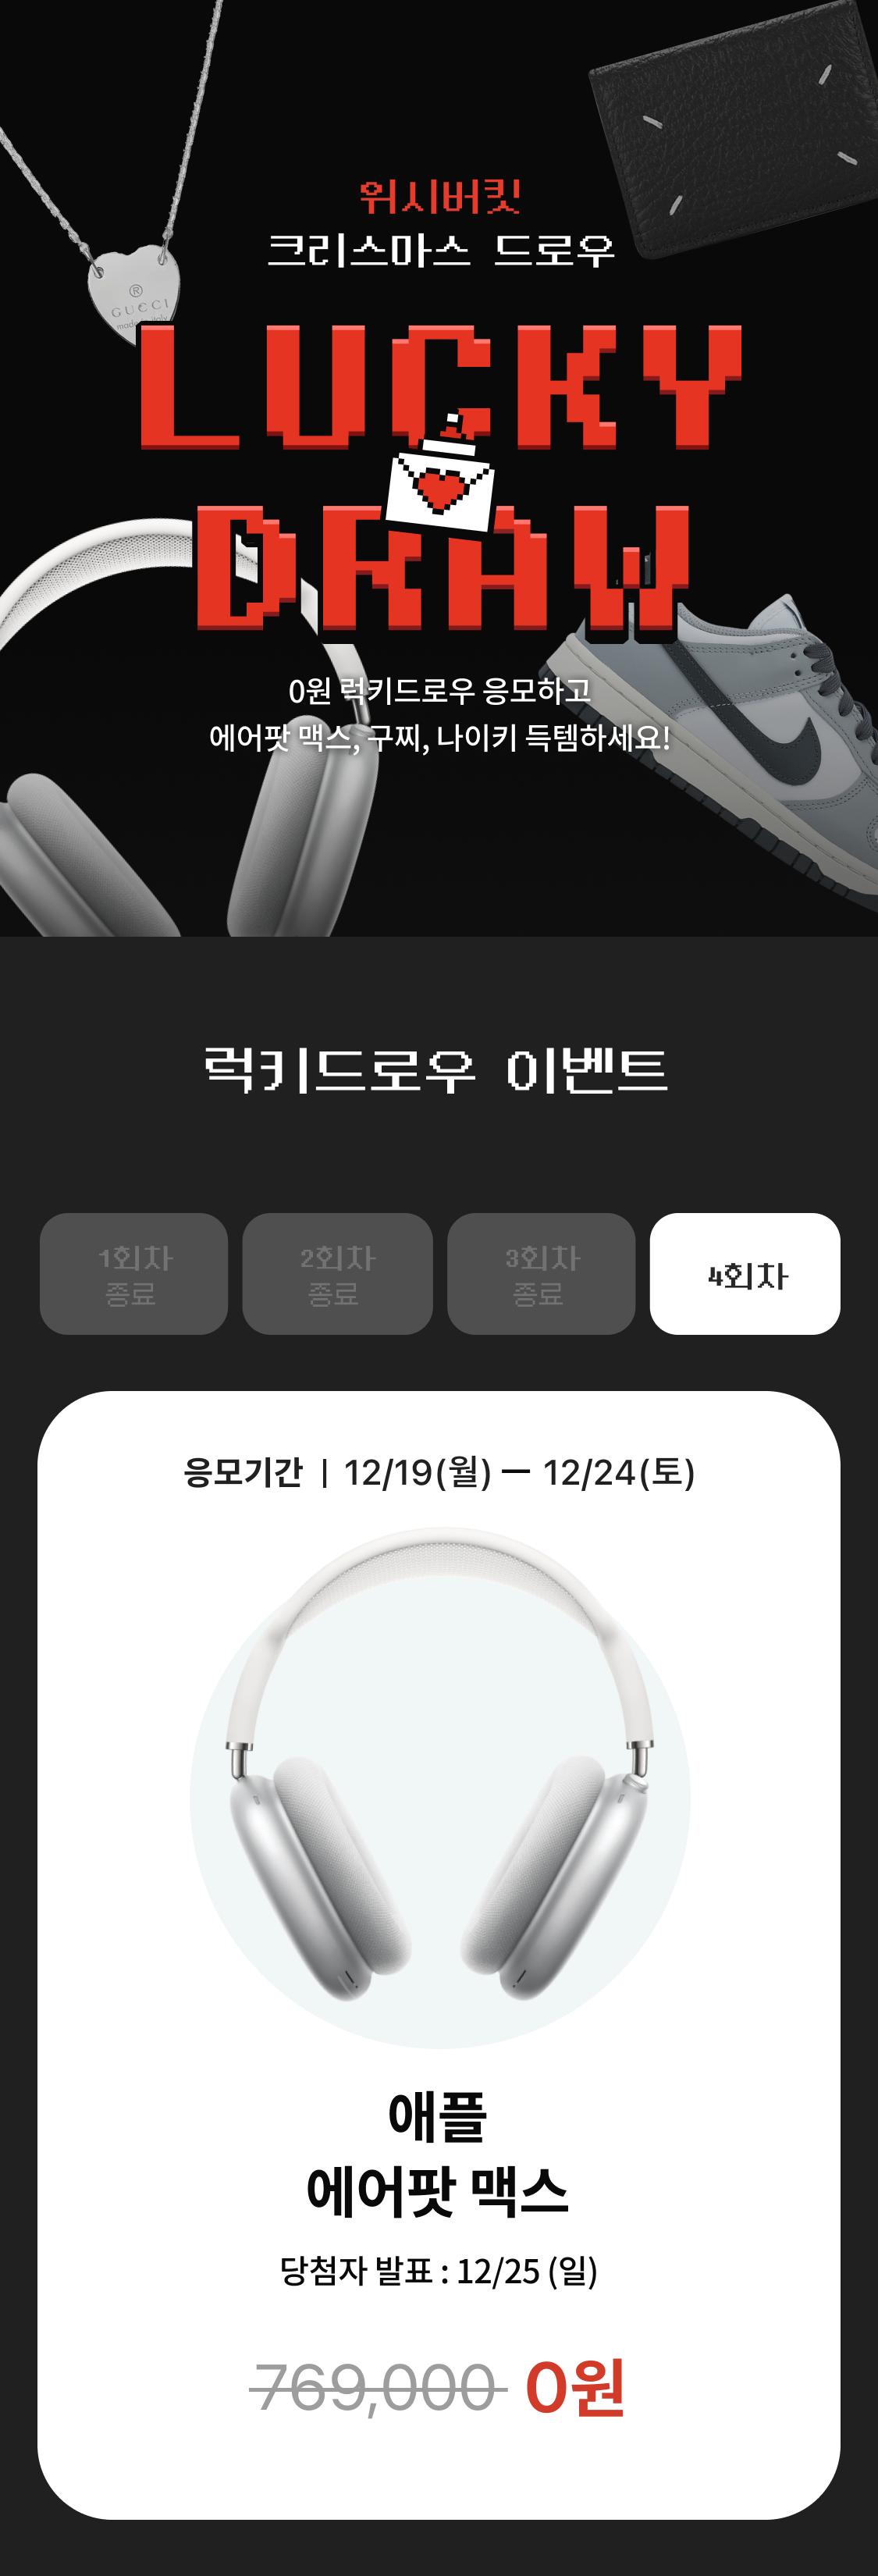 위시버킷
크리스마스 드로우
®
GUCCI
made in italy
LUCKY
DRAW
0원 럭키드로우 응모하고
에어팟 맥스, 구찌, 나이키 득템하세요!
럭키드로우 이벤트
1회차
종료
2회차
종료
3회차
종료
4회차
응모기간 | 12/19(월) — 12/24(토)
애플
에어팟 맥스
당첨자 발표 : 12/25 (일)
769,000 0원